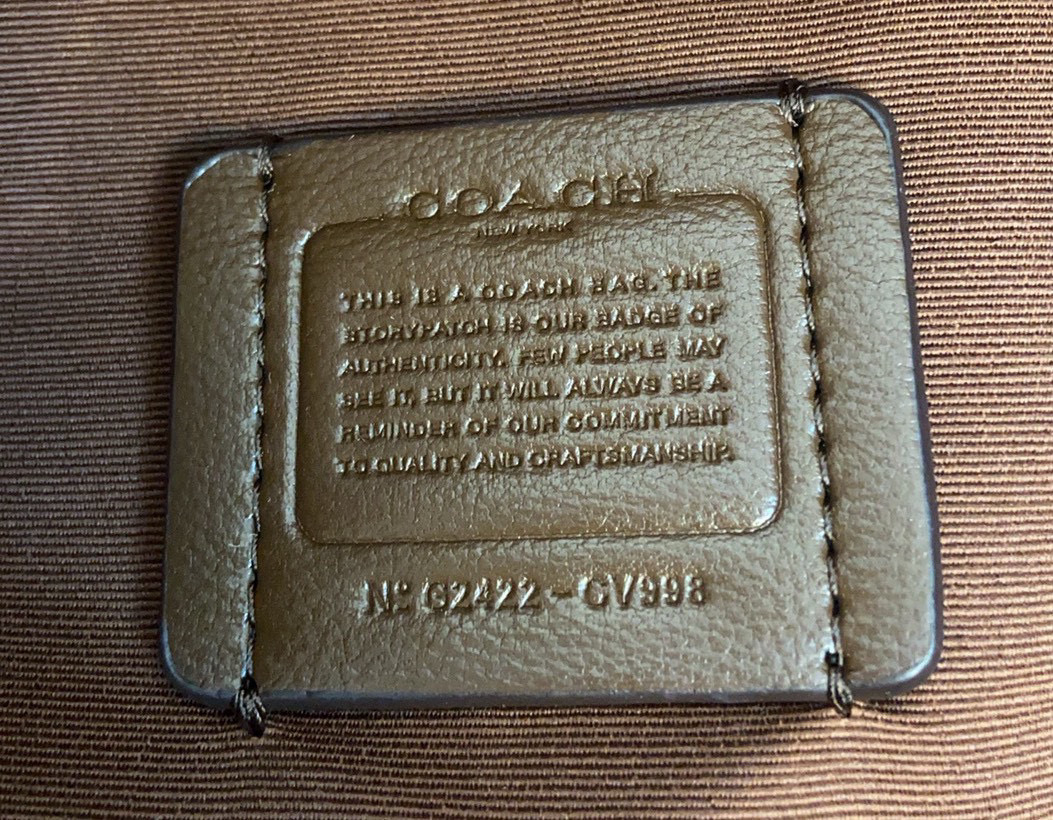 COACH
NEW YORK
THIS IS A COACH BAG. THE
STORYPATCH IS OUR BADGE OF
AUTHENTICITY. FEW PEOPLE MAY
SEE IT, BUT IT WILL ALWAYS BE A
REMINDER OF OUR COMMITMENT
TO QUALITY AND CRAFTSMANSHIP.
Nº G2422 - CV998